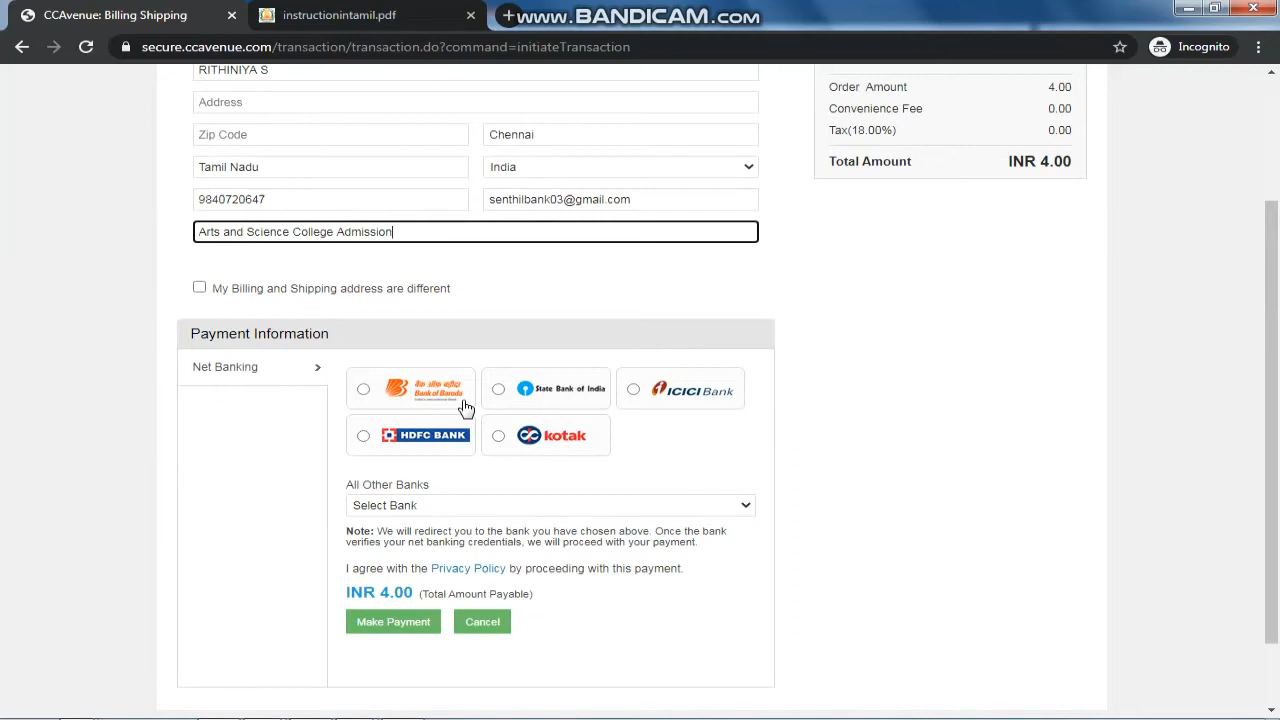 CCAvenue: Billing Shipping
instructionintamil.pdf
www.BANDICAM.com
secure.ccavenue.com/transaction/transaction.do?command=initiateTransaction
Incognito
RITHINIYA S
Address
Zip Code
Chennai
Tamil Nadu
India
9840720647
senthilbank03@gmail.com
Arts and Science College Admission
My Billing and Shipping address are different
Order Amount 4.00
Convenience Fee 0.00
Tax(18.00%) 0.00
Total Amount INR 4.00
Payment Information
Net Banking
बैंक ऑफ़ बड़ौदा
Bank of Baroda
State Bank of India
ICICI Bank
HDFC BANK
kotak
All Other Banks
Select Bank
Note: We will redirect you to the bank you have chosen above. Once the bank
verifies your net banking credentials, we will proceed with your payment.
I agree with the Privacy Policy by proceeding with this payment.
INR 4.00 (Total Amount Payable)
Make Payment
Cancel